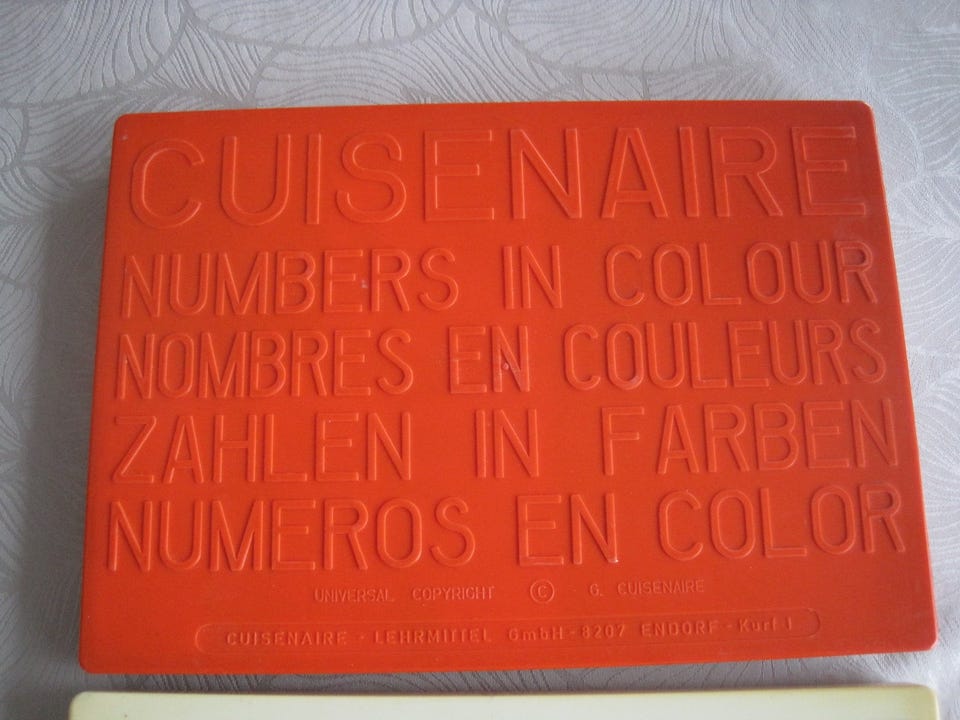 CUISENAIRE
NUMBERS IN COLOUR
NOMBRES EN COULEURS
ZAHLEN IN FARBEN
NUMEROS EN COLOR
UNIVERSAL COPYRIGHT © G. CUISENAIRE
CUISENAIRE - LEHRMITTEL GmbH - 8207 ENDORF - Kurf 1